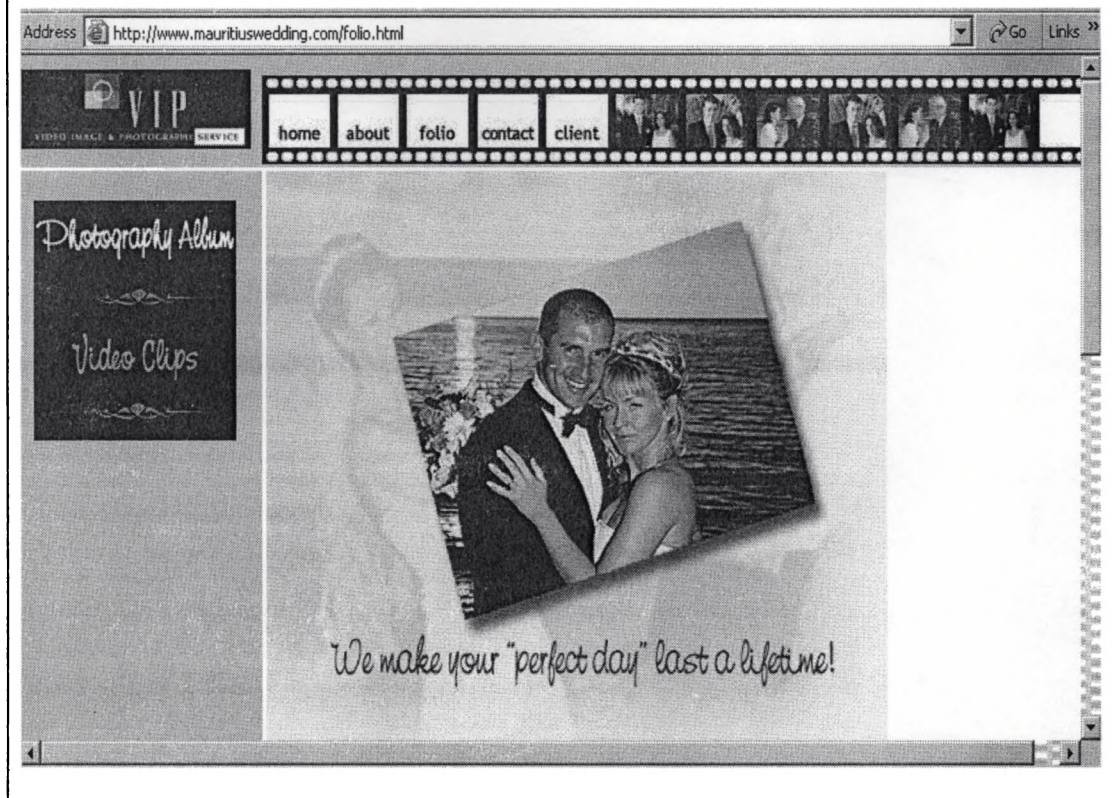 Address http://www.mauritiuswedding.com/folio.html Go Links »
VIP
VIDEO IMAGE & PHOTOGRAPHY SERVICE
home about folio contact client
Photography Album
Video Clips
We make your "perfect day" last a lifetime!